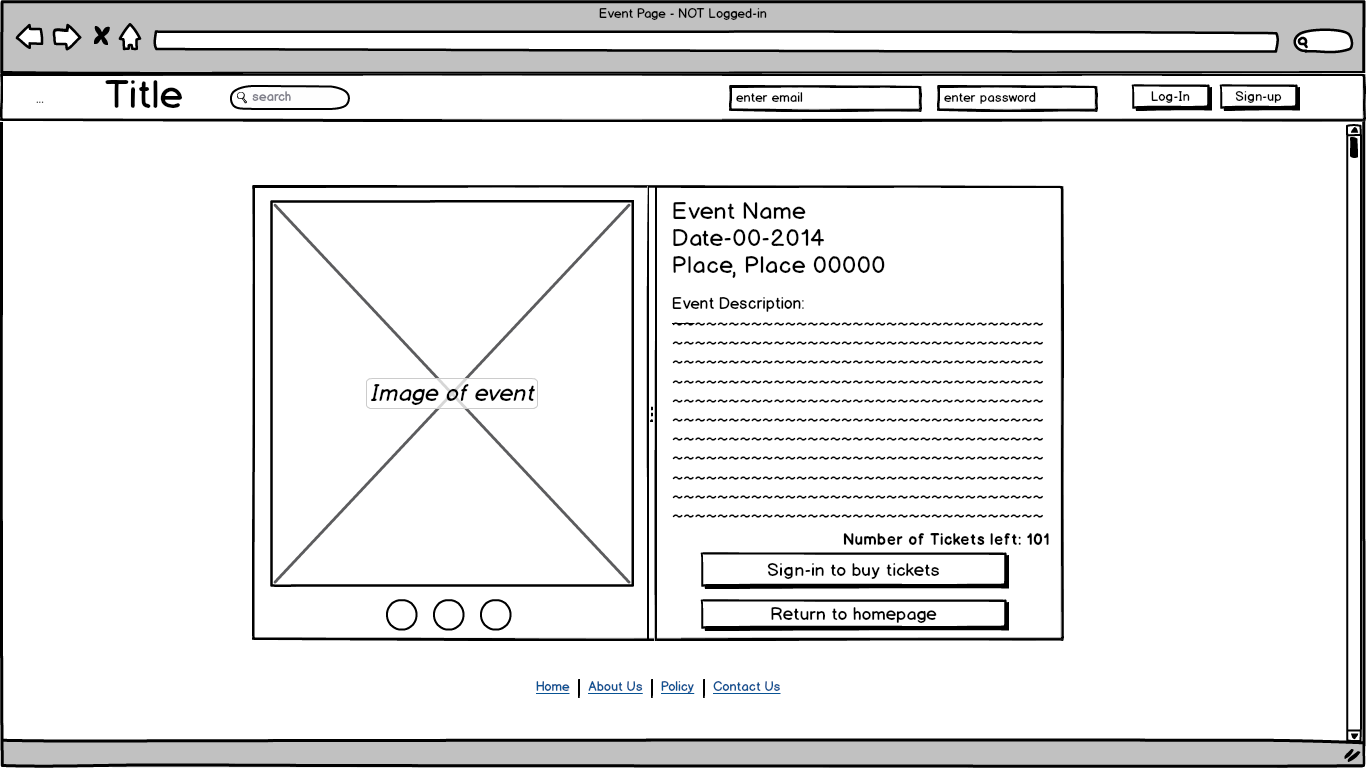 Event Page - NOT Logged-in
...
Title
search
enter email
enter password
Log-In
Sign-up
Image of event
Event Name
Date-00-2014
Place, Place 00000
Event Description:
Number of Tickets left: 101
Sign-in to buy tickets
Return to homepage
Home | About Us | Policy | Contact Us